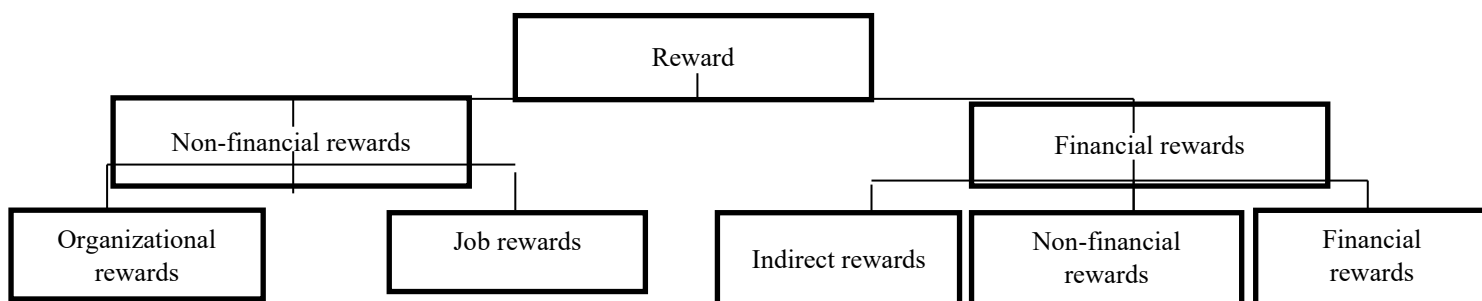 Reward
Non-financial rewards
Financial rewards
Organizational
rewards
Job rewards
Indirect rewards
Non-financial
rewards
Financial
rewards